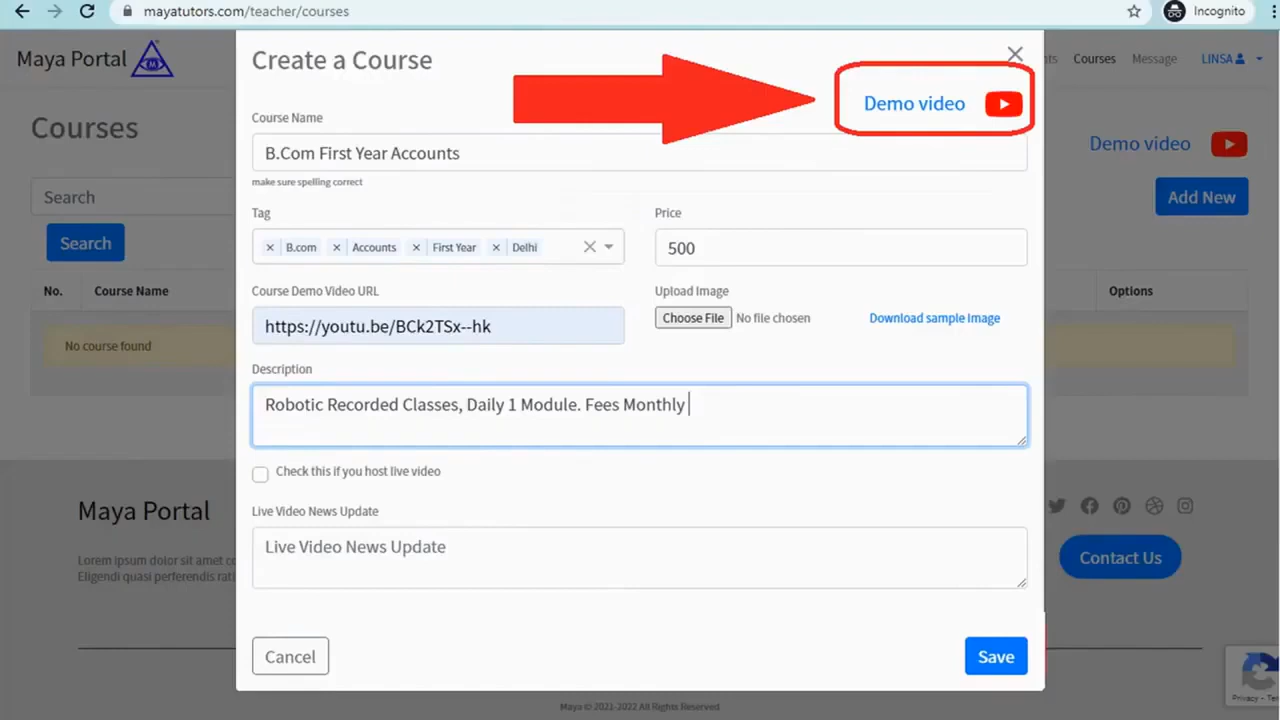 mayatutors.com/teacher/courses
Incognito
Maya Portal
Create a Course
nts
Courses
Message
LINSA
Demo video
Course Name
B.Com First Year Accounts
make sure spelling correct
Courses
Demo video
Search
Add New
Search
Tag
Price
× B.com × Accounts × First Year × Delhi
500
No.
Course Name
Options
Course Demo Video URL
Upload Image
https://youtu.be/BCk2TSx--hk
Choose File No file chosen
Download sample Image
No course found
Description
Robotic Recorded Classes, Daily 1 Module. Fees Monthly
Check this if you host live video
Live Video News Update
Live Video News Update
Maya Portal
Lorem ipsum dolor sit amet co
Eligendi quasi perferendis rati
Contact Us
Cancel
Save
Privacy - Ter
Maya © 2021-2022 All Rights Reserved